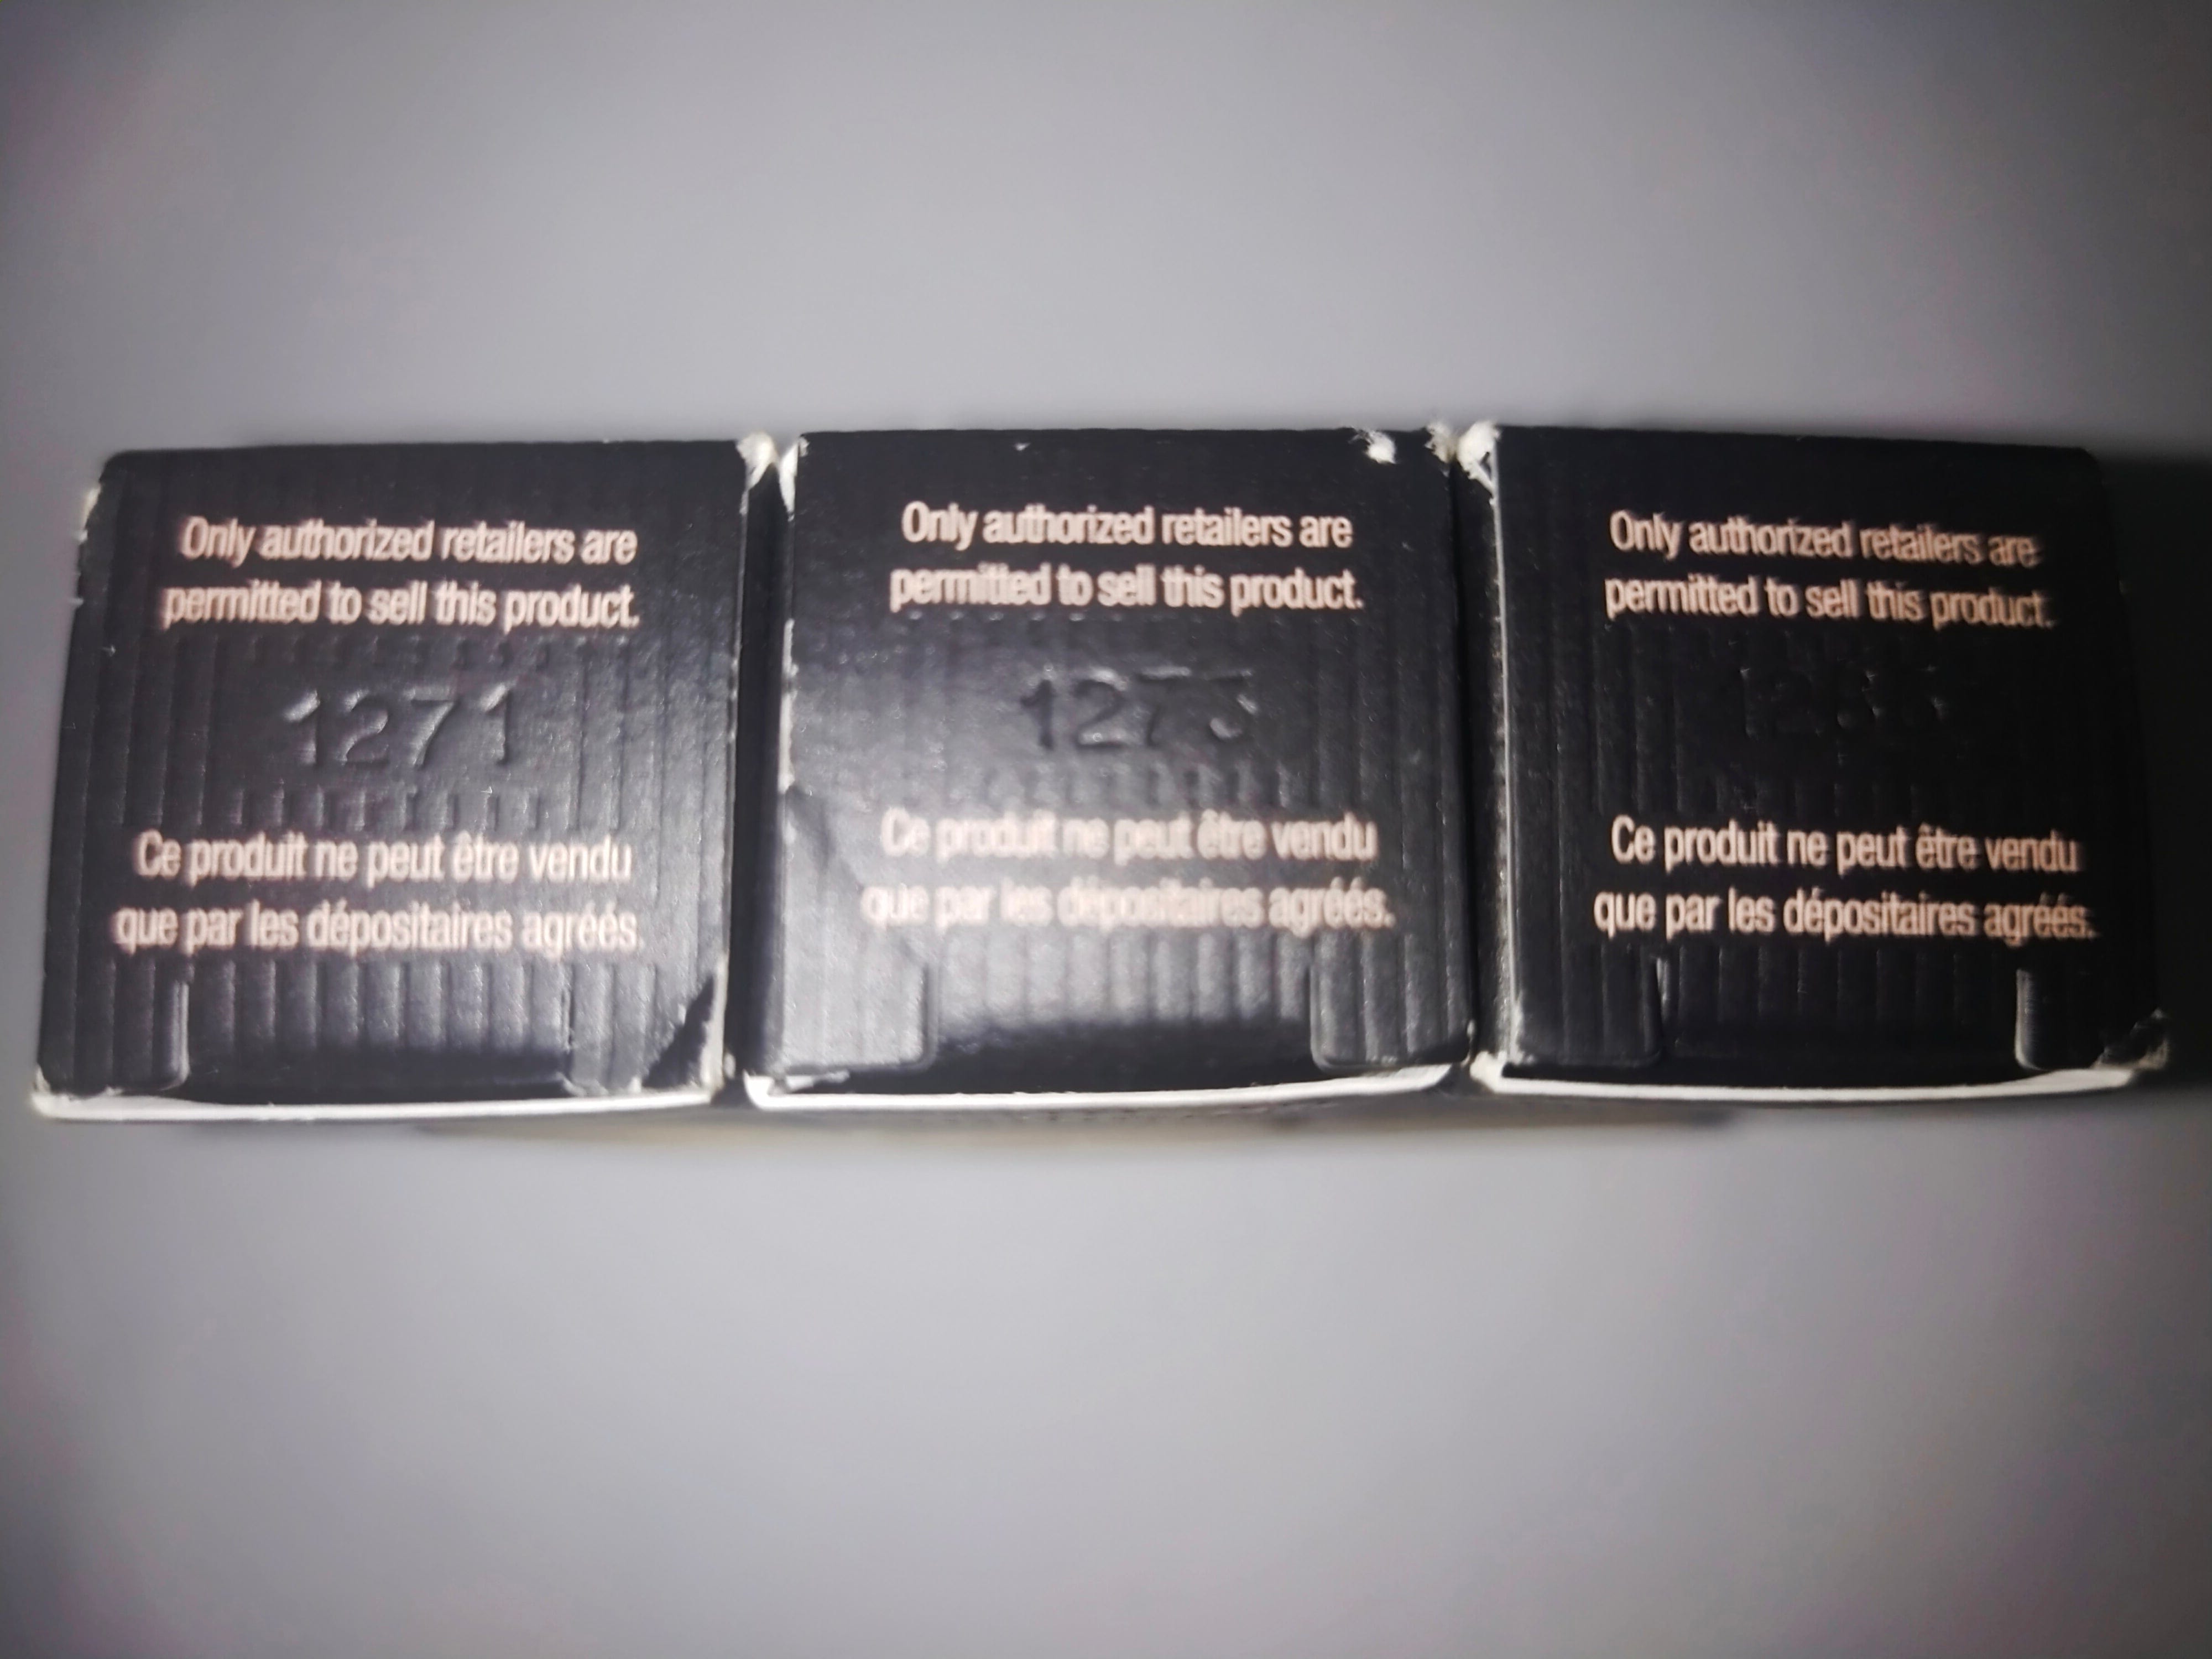 Only authorized retailers are
permitted to sell this product.
1271
Ce produit ne peut être vendu
que par les dépositaires agréés.
Only authorized retailers are
permitted to sell this product.
1273
Ce produit ne peut être vendu
que par les dépositaires agréés.
Only authorized retailers are
permitted to sell this product.
Ce produit ne peut être vendu
que par les dépositaires agréés.